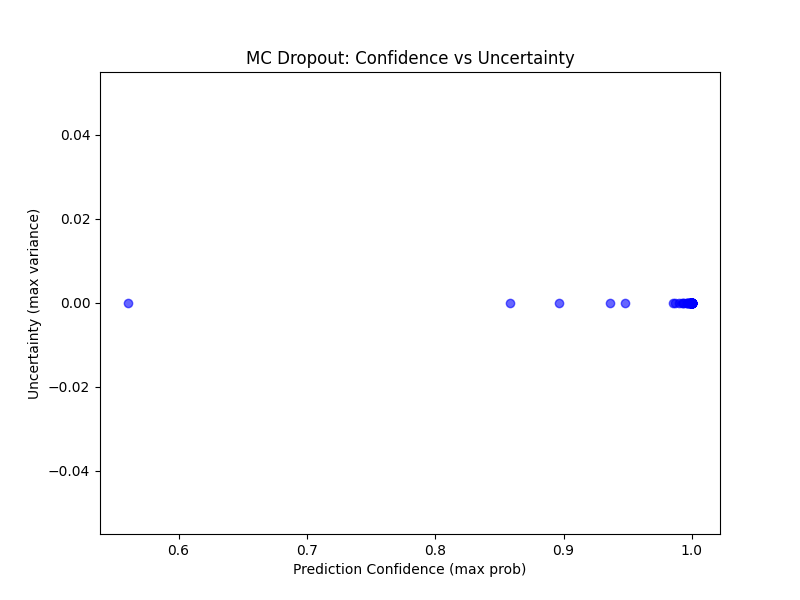 MC Dropout: Confidence vs Uncertainty
Uncertainty (max variance)
0.04
0.02
0.00
−0.02
−0.04
0.6 0.7 0.8 0.9 1.0
Prediction Confidence (max prob)